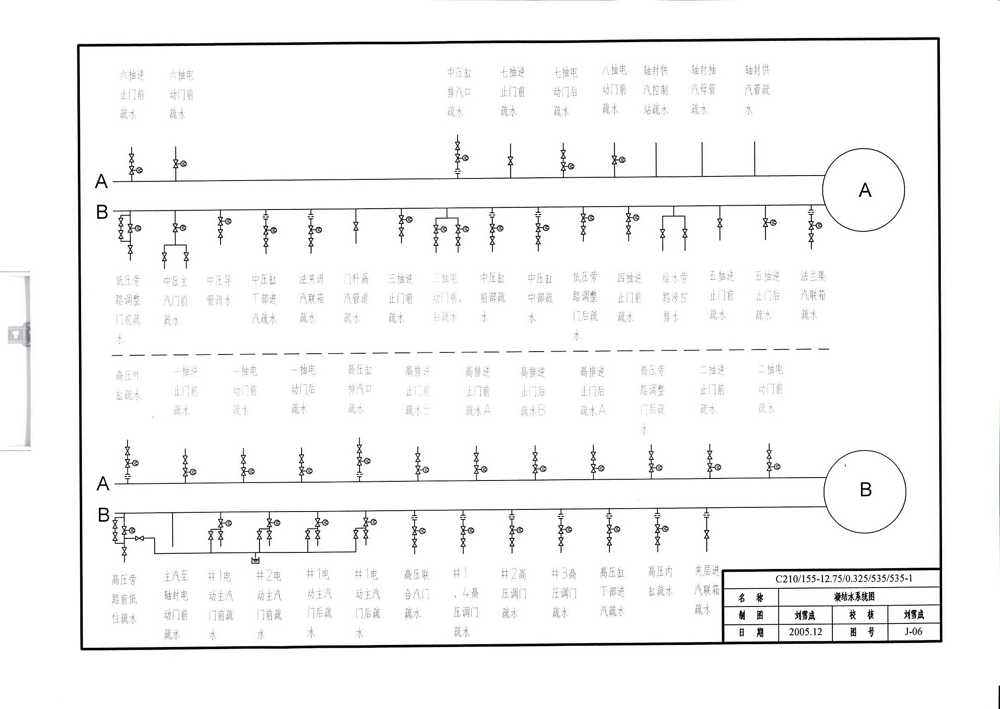 六抽逆
止门前
疏水
六抽电
动门前
疏水
中压缸
排汽口
疏水
七抽逆
止门前
疏水
七抽电
动门后
疏水
八抽电
动门前
疏水
轴封供
汽控制
站疏水
轴封抽
汽母管
疏水
轴封供
汽管疏
水
M
M
M
M
M
A
A
B
M
M
M
M
M
M
M
M
M
M
M
M
M
M
低压旁
路调整
门前疏
水
中压主
汽门前
疏水
中压导
管疏水
中压缸
下部进
汽疏水
法夹进
汽联箱
疏水
门杆漏
汽管道
疏水
三抽逆
止门前
疏水
三抽电
动门前、
后疏水
中压缸
前部疏
水
中压缸
中部疏
水
低压旁
路调整
门后疏
水
四抽逆
止门前
疏水
给水旁
路液控
排水
五抽逆
止门前
疏水
五抽逆
止门后
疏水
法兰集
汽联箱
疏水
高压外
缸疏水
一抽逆
止门前
疏水
一抽电
动门前
疏水
一抽电
动门后
疏水
高压缸
排汽口
疏水
高排逆
止门前
疏水B
高排逆
止门前
疏水A
高排逆
止门后
疏水B
高排逆
止门后
疏水A
高压旁
路调整
门后疏
水
二抽逆
止门前
疏水
二抽电
动门前
疏水
M
M
M
M
M
M
M
M
M
M
M
M
A
B
B
M
M
M
M
M
M
M
M
M
M
M
高压旁
路前低
位疏水
主汽至
轴封电
动门前
疏水
#1电
动主汽
门前疏
水
#2电
动主汽
门前疏
水
#1电
动主汽
门后疏
水
#1电
动主汽
门后疏
水
高压联
合汽门
疏水
#1
、4高
压调门
疏水
#2高
压调门
疏水
#3高
压调门
疏水
高压缸
下部进
汽疏水
高压内
缸疏水
夹层进
汽联箱
疏水
C210/155-12.75/0.325/535/535-1
名 称 凝结水系统图
制 图 刘雪成 校 核 刘雪成
日 期 2005.12 图 号 J-06